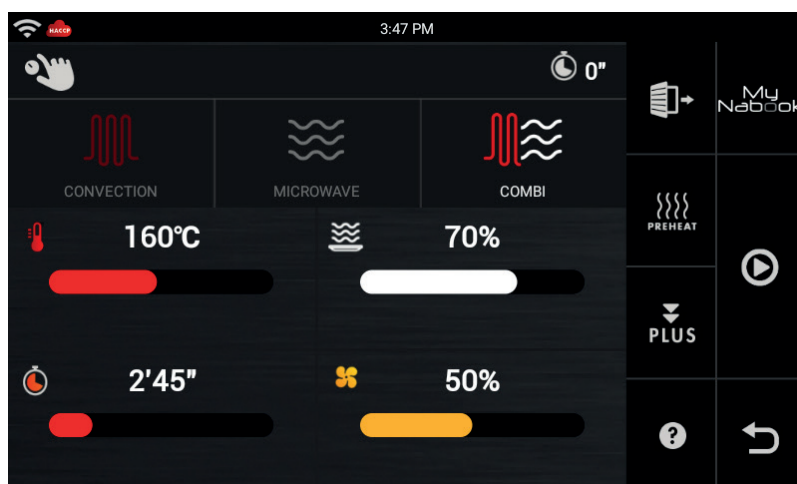 HACCP
3:47 PM
0"
My
Nabook
CONVECTION
MICROWAVE
COMBI
PREHEAT
160°C
70%
PLUS
2'45"
50%
?